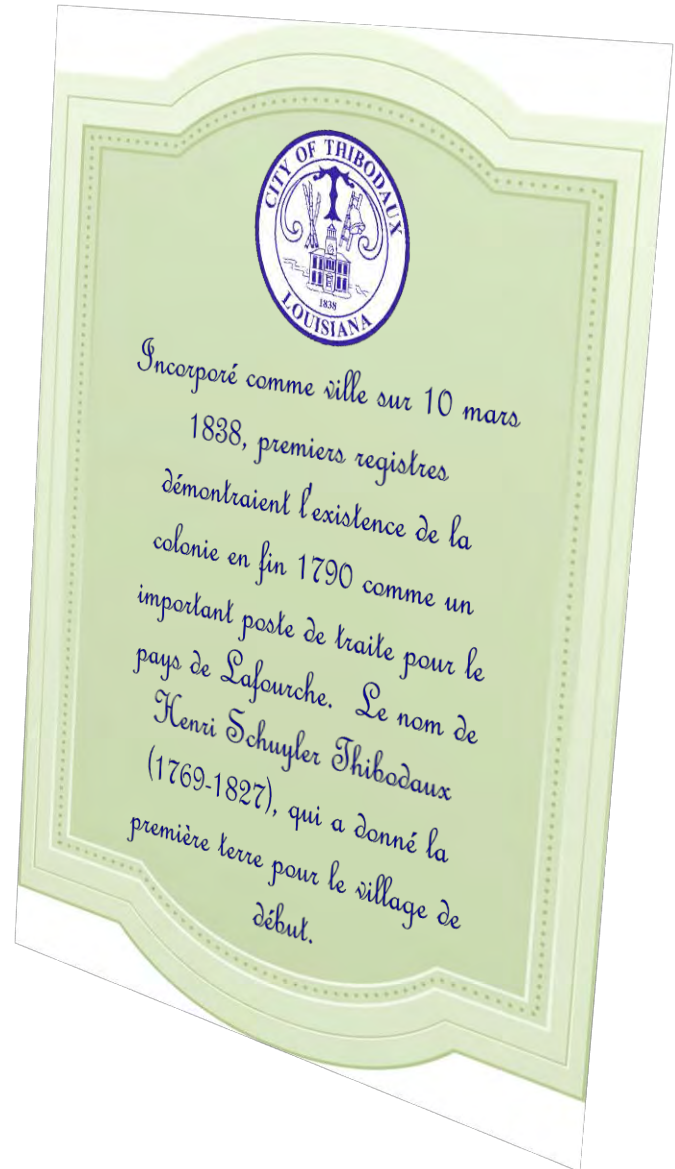 CITY OF THIBODAUX
T
1838
LOUISIANA
Incorporé comme ville sur 10 mars
1838, premiers registres
démontraient l'existence de la
colonie en fin 1790 comme un
important poste de traite pour le
pays de Lafourche. Le nom de
Henri Schuyler Thibodaux
(1769-1827), qui a donné la
première terre pour le village de
début.